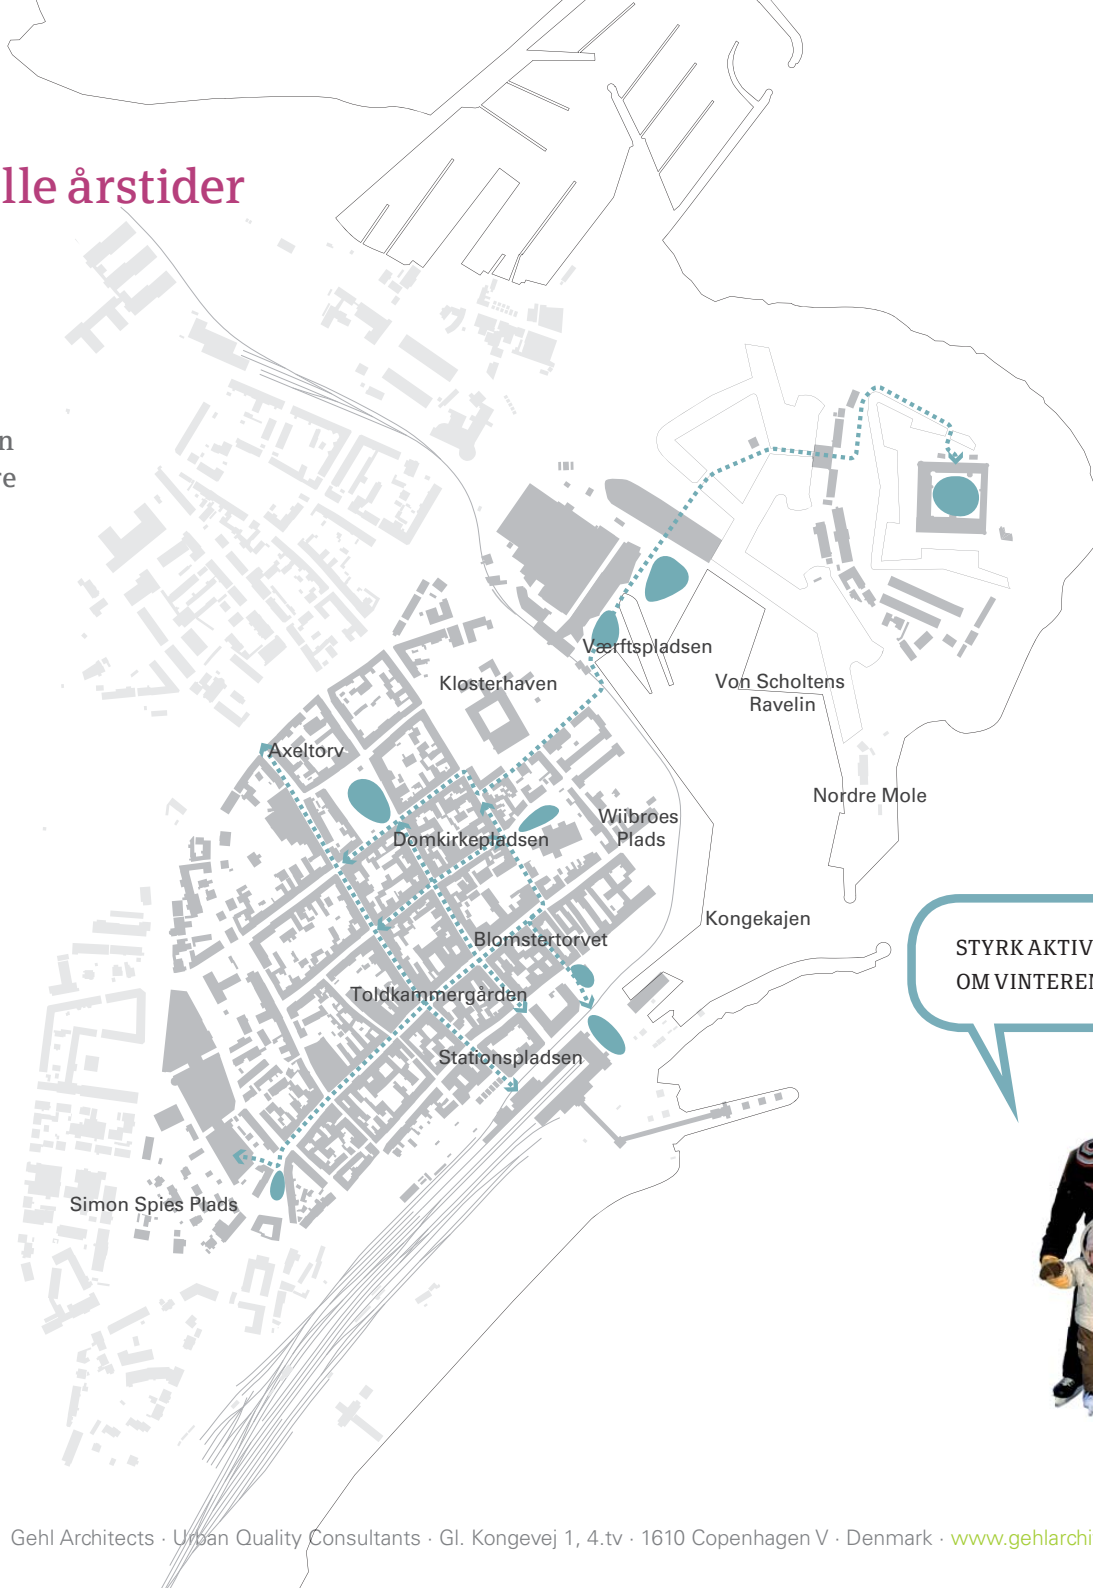 lle årstider
n
re
Værftspladsen
Klosterhaven
Von Scholtens
Ravelin
Axeltorv
Nordre Mole
Wiibroes
Plads
Domkirkepladsen
Kongekajen
Blomstertorvet
STYRK AKTIV
OM VINTEREN
Toldkammergården
Stationspladsen
Simon Spies Plads
Gehl Architects · Urban Quality Consultants · Gl. Kongevej 1, 4.tv · 1610 Copenhagen V · Denmark · www.gehlarchi